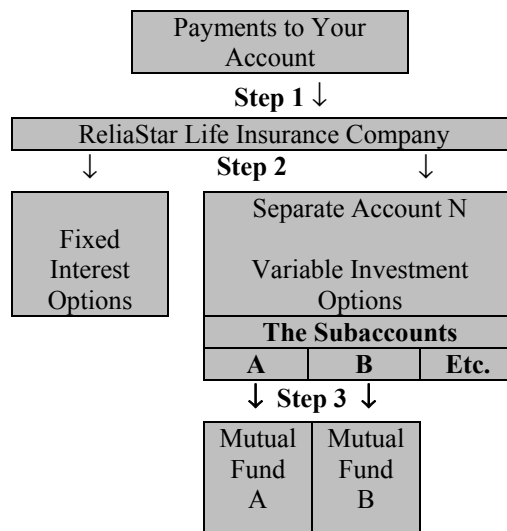 Payments to Your
Account
Step 1 ↓
ReliaStar Life Insurance Company
↓ Step 2 ↓
Fixed
Interest
Options
Separate Account N
Variable Investment
Options
The Subaccounts
A B Etc.
↓ Step 3 ↓
Mutual
Fund
A
Mutual
Fund
B